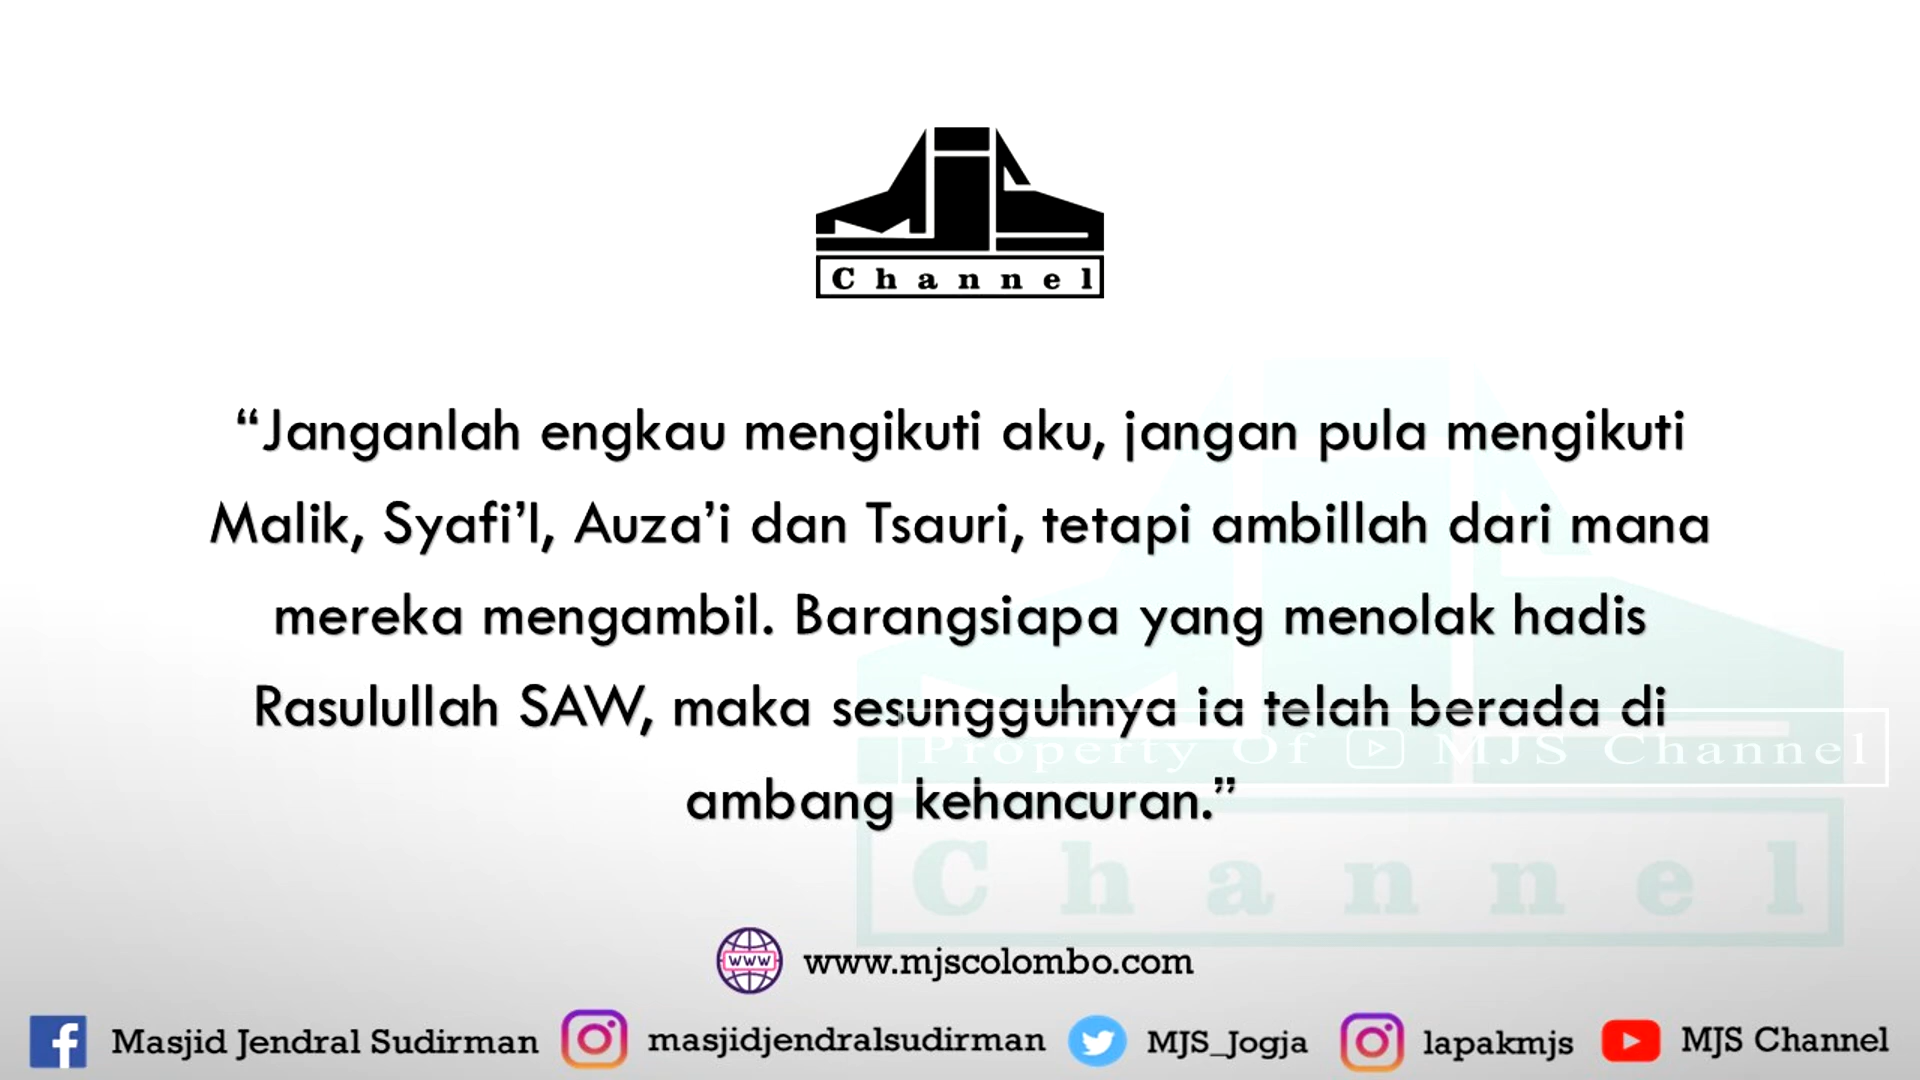 MJS
Channel
“Janganlah engkau mengikuti aku, jangan pula mengikuti
Malik, Syafi’I, Auza’i dan Tsauri, tetapi ambillah dari mana
mereka mengambil. Barangsiapa yang menolak hadis
Rasulullah SAW, maka sesungguhnya ia telah berada di
Property Of MJS Channel
ambang kehancuran.”
Channel
www
www.mjscolombo.com
Masjid Jendral Sudirman masjidjendralsudirman MJS_Jogja lapakmjs MJS Channel